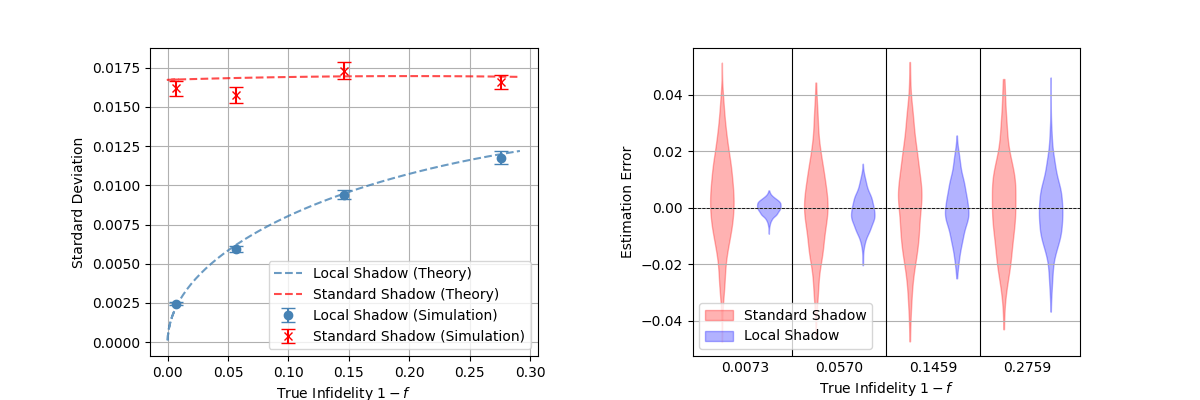 Stardard Deviation
0.0175
0.0150
0.0125
0.0100
0.0075
0.0050
0.0025
0.0000
Local Shadow (Theory)
Standard Shadow (Theory)
Local Shadow (Simulation)
Standard Shadow (Simulation)
0.00 0.05 0.10 0.15 0.20 0.25 0.30
True Infidelity 1 − f
Estimation Error
0.04
0.02
0.00
−0.02
−0.04
Standard Shadow
Local Shadow
0.0073 0.0570 0.1459 0.2759
True Infidelity 1 − f